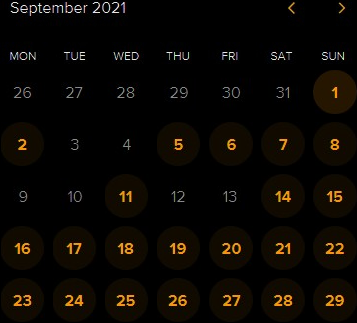 September 2021
MON TUE WED THU FRI SAT SUN
26 27 28 29 30 31 1
2 3 4 5 6 7 8
9 10 11 12 13 14 15
16 17 18 19 20 21 22
23 24 25 26 27 28 29